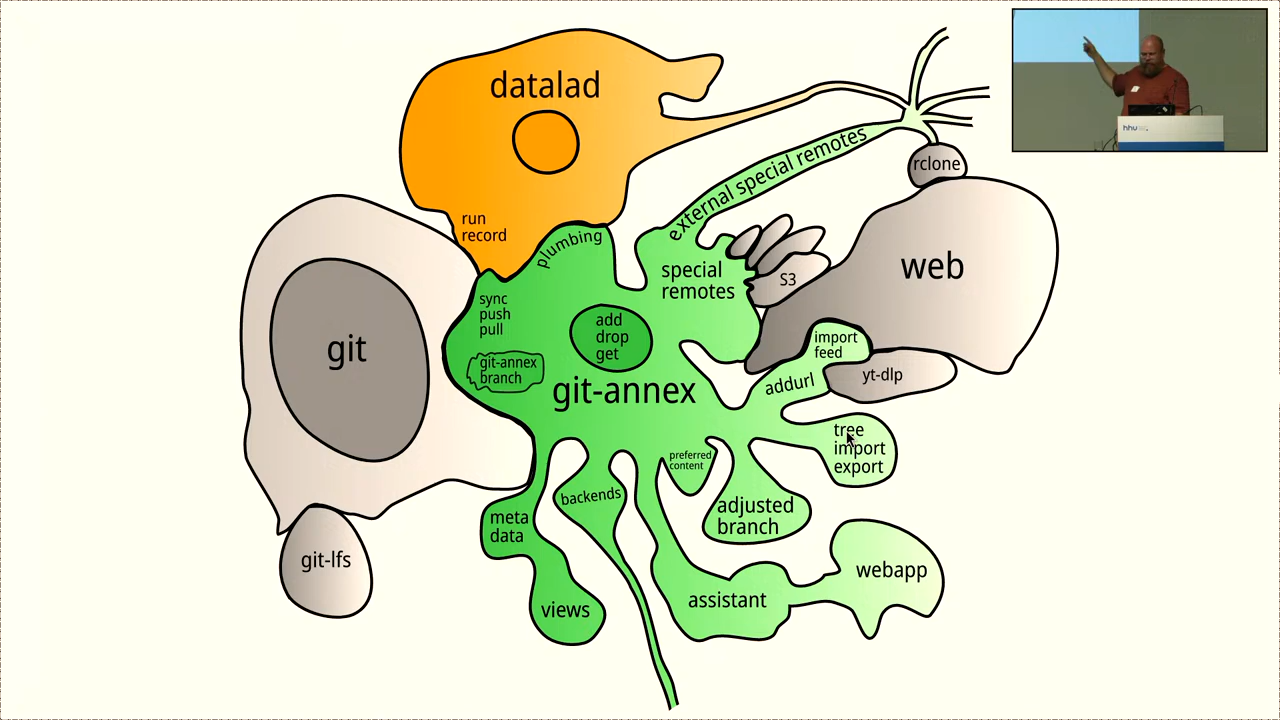 datalad
run
record
plumbing
external special remotes
rclone
special
remotes
S3
web
sync
push
pull
add
drop
get
git
git-annex
branch
git-annex
import
feed
addurl
yt-dlp
tree
import
export
preferred
content
backends
adjusted
branch
meta
data
git-lfs
views
assistant
webapp
hhu